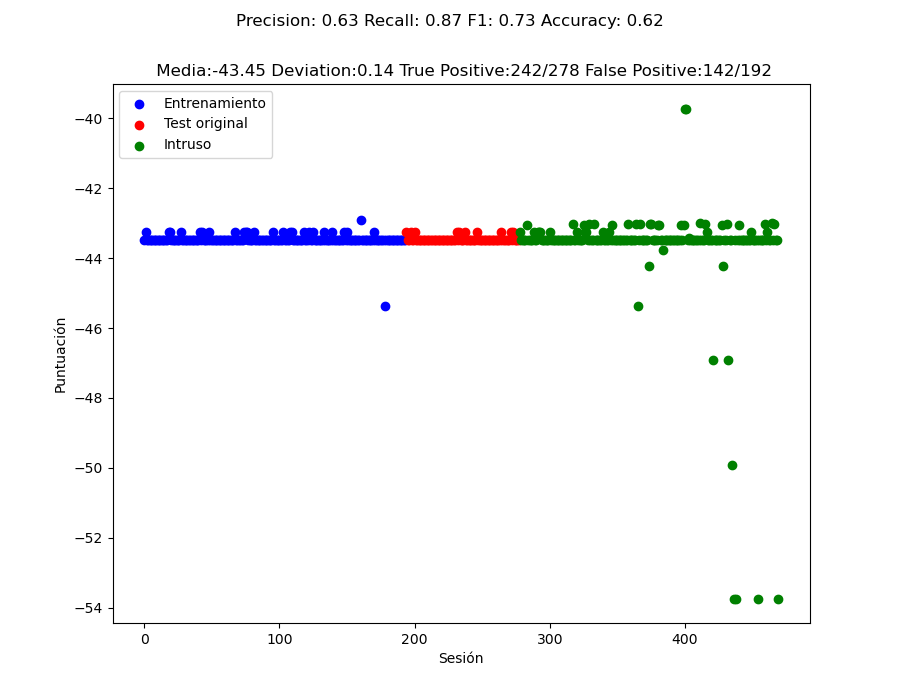 Precision: 0.63 Recall: 0.87 F1: 0.73 Accuracy: 0.62
Media:-43.45 Deviation:0.14 True Positive:242/278 False Positive:142/192
Entrenamiento
Test original
Intruso
−40
−42
−44
−46
−48
−50
−52
−54
Puntuación
0 100 200 300 400
Sesión